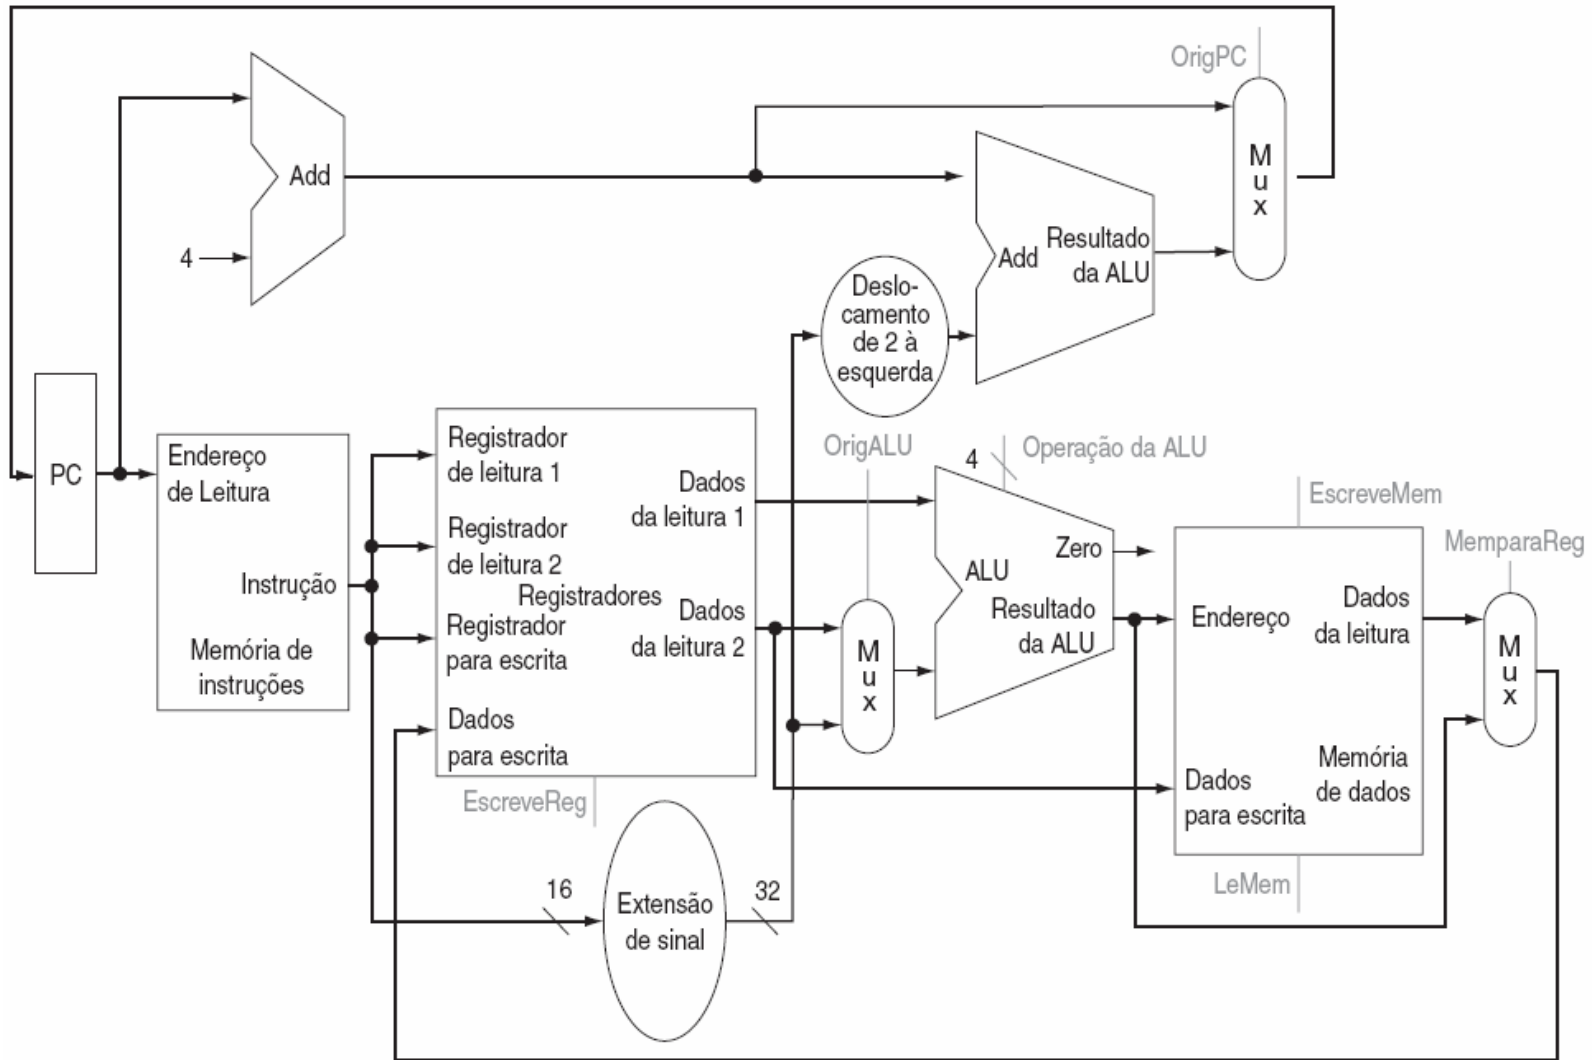 OrigPC
M
u
x
Add
4
Add
Resultado
da ALU
Deslo-
camento
de 2 à
esquerda
PC
Endereço
de Leitura
Instrução
Memória de
instruções
Registrador
de leitura 1
Registrador
de leitura 2
Registradores
Registrador
para escrita
Dados
para escrita
Dados
da leitura 1
Dados
da leitura 2
EscreveReg
16
Extensão
de sinal
32
OrigALU
M
u
x
4
Operação da ALU
Zero
ALU
Resultado
da ALU
EscreveMem
Endereço
Dados
da leitura
Dados
para escrita
Memória
de dados
LeMem
MemparaReg
M
u
x